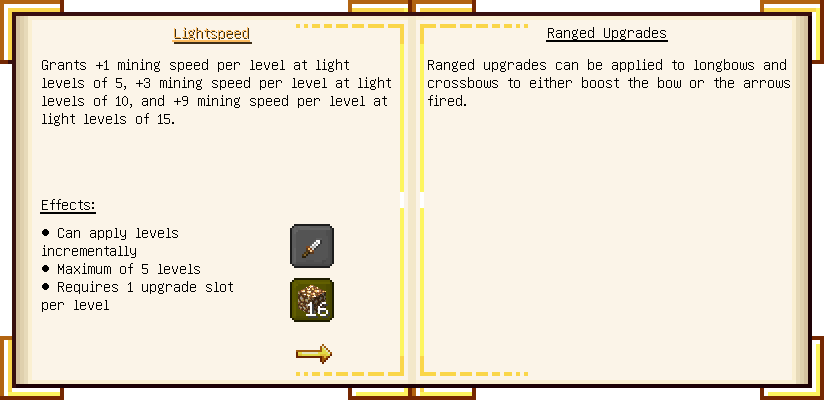 Lightspeed
Grants +1 mining speed per level at light
levels of 5, +3 mining speed per level at light
levels of 10, and +9 mining speed per level at
light levels of 15.
Effects:
• Can apply levels
incrementally
• Maximum of 5 levels
• Requires 1 upgrade slot
per level
16
Ranged Upgrades
Ranged upgrades can be applied to longbows and
crossbows to either boost the bow or the arrows
fired.